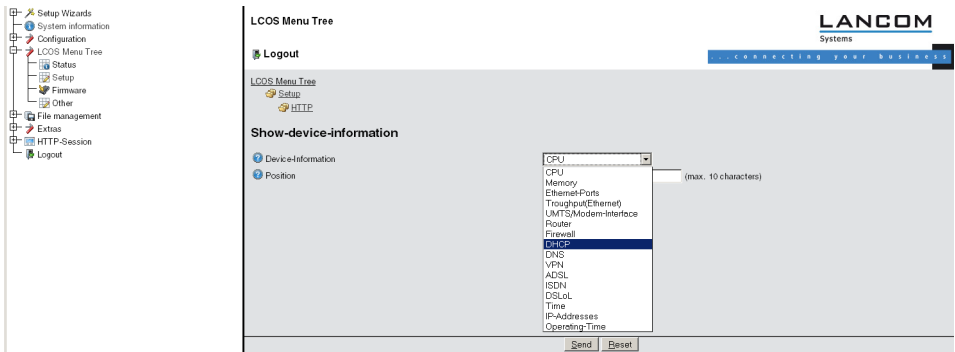 Setup Wizards
System information
Configuration
LCOS Menu Tree
Status
Setup
Firmware
Other
File management
Extras
HTTP-Session
Logout
LCOS Menu Tree
LANCOM
Systems
Logout
...connecting your business
LCOS Menu Tree
Setup
HTTP
Show-device-information
Device-Information CPU
Position (max. 10 characters)
CPU
Memory
Ethernet-Ports
Troughput(Ethernet)
UMTS/Modem-Interface
Router
Firewall
DHCP
DNS
VPN
ADSL
ISDN
DSLoL
Time
IP-Addresses
Operating-Time
Send Reset